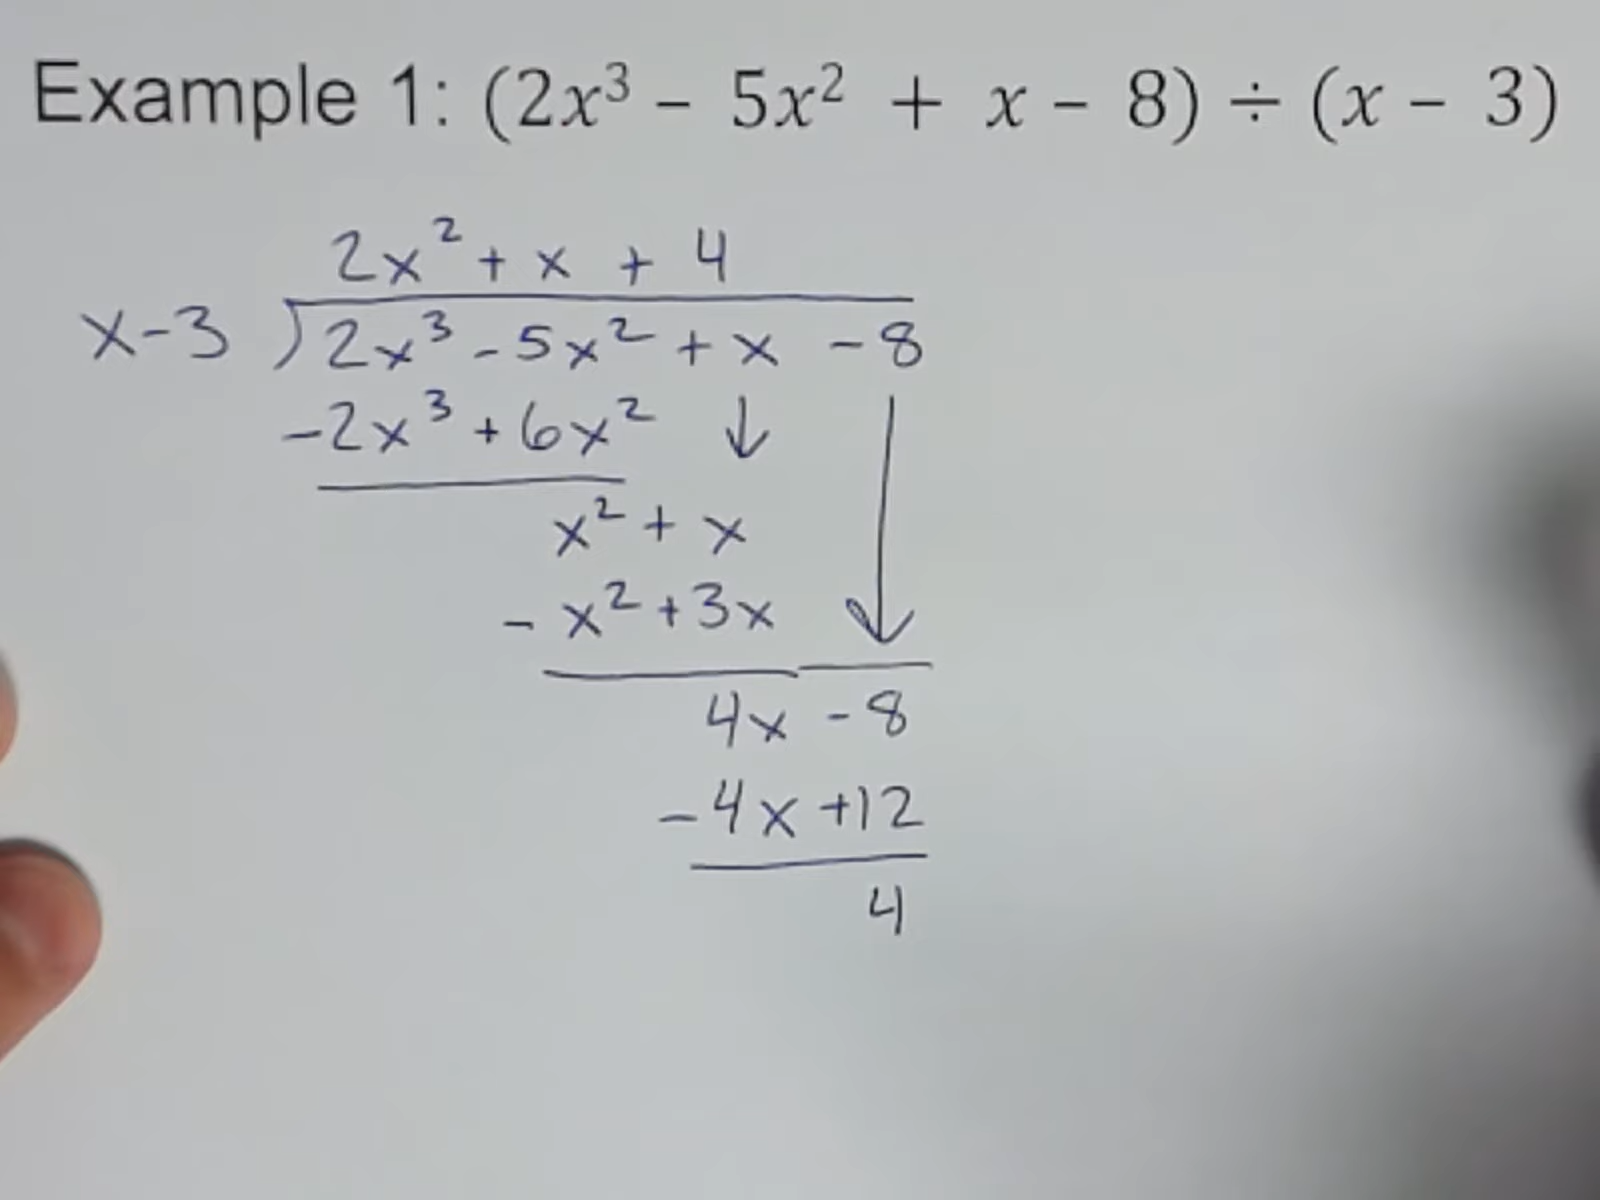 Example 1: (2x³ – 5x² + x – 8) ÷ (x – 3)
2x² + x + 4
x-3 ) 2x³ - 5x² + x - 8
-2x³ + 6x² ↓
x² + x
- x² + 3x
4x - 8
-4x +12
4